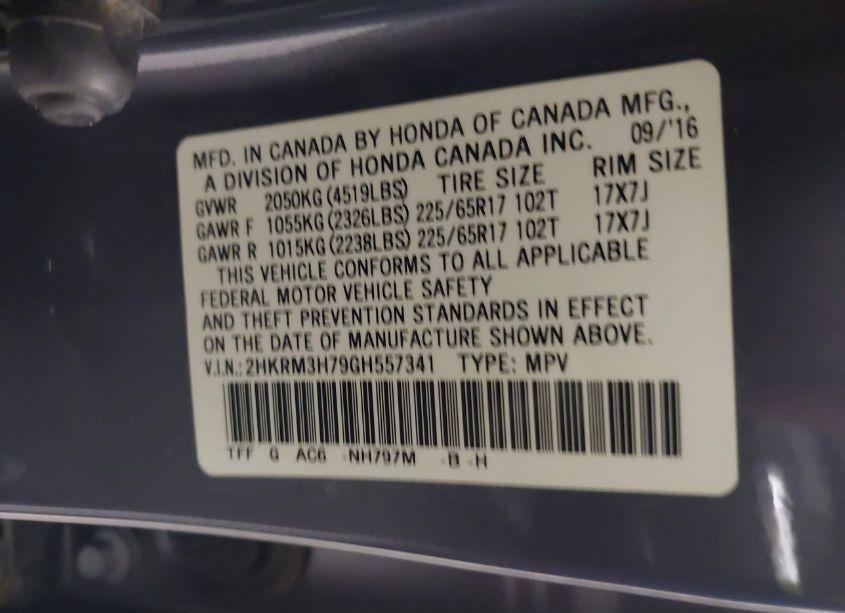 MFD. IN CANADA BY HONDA OF CANADA MFG.,
A DIVISION OF HONDA CANADA INC. 09/'16
GVWR 2050KG (4519LBS) TIRE SIZE RIM SIZE
GAWR F 1055KG (2326LBS) 225/65R17 102T 17X7J
GAWR R 1015KG (2238LBS) 225/65R17 102T 17X7J
THIS VEHICLE CONFORMS TO ALL APPLICABLE
FEDERAL MOTOR VEHICLE SAFETY
AND THEFT PREVENTION STANDARDS IN EFFECT
ON THE DATE OF MANUFACTURE SHOWN ABOVE.
V.I.N.: 2HKRM3H79GH557341 TYPE: MPV
TFF G AC6 -NH797M -B -H